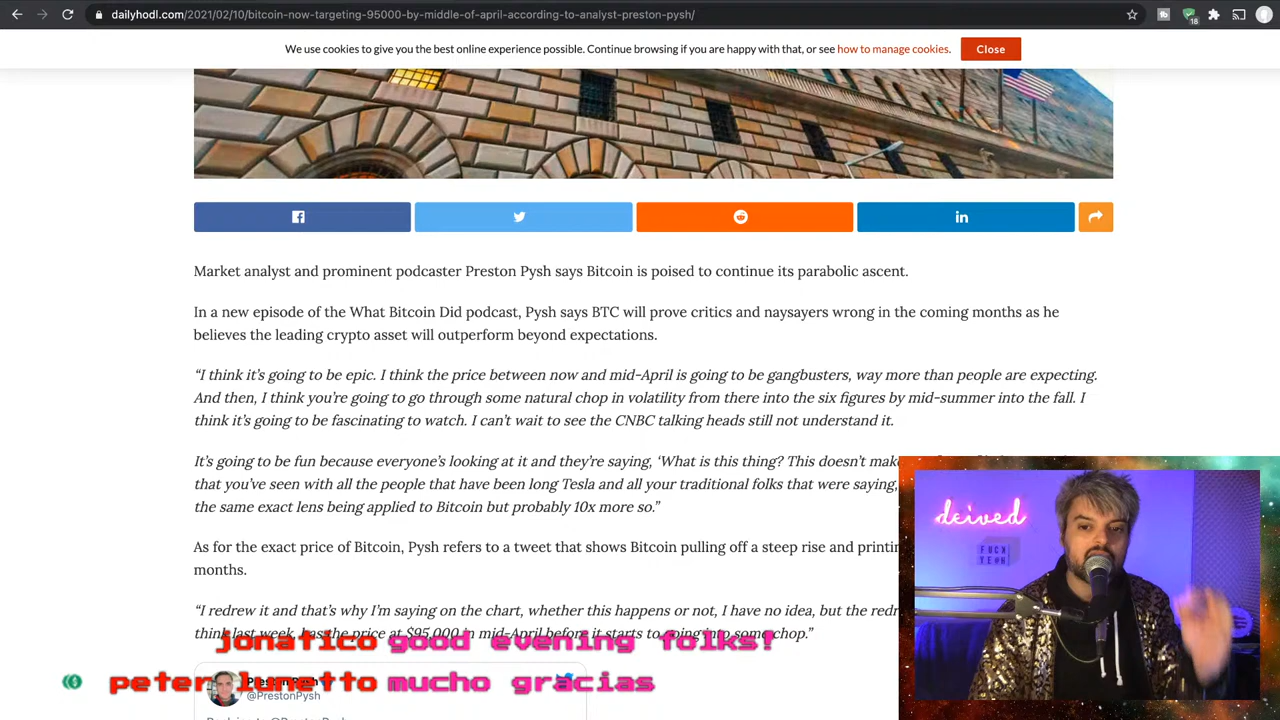 dailyhodl.com/2021/02/10/bitcoin-now-targeting-95000-by-middle-of-april-according-to-analyst-preston-pysh/
18
We use cookies to give you the best online experience possible. Continue browsing if you are happy with that, or see how to manage cookies.
Close
in
Market analyst and prominent podcaster Preston Pysh says Bitcoin is poised to continue its parabolic ascent.
In a new episode of the What Bitcoin Did podcast, Pysh says BTC will prove critics and naysayers wrong in the coming months as he
believes the leading crypto asset will outperform beyond expectations.
“I think it’s going to be epic. I think the price between now and mid-April is going to be gangbusters, way more than people are expecting.
And then, I think you’re going to go through some natural chop in volatility from there into the six figures by mid-summer into the fall. I
think it’s going to be fascinating to watch. I can’t wait to see the CNBC talking heads still not understand it.
It’s going to be fun because everyone’s looking at it and they’re saying, ‘What is this thing? This doesn’t
that you’ve seen with all the people that have been long Tesla and all your traditional folks that were saying,
the same exact lens being applied to Bitcoin but probably 10x more so.”
deived
As for the exact price of Bitcoin, Pysh refers to a tweet that shows Bitcoin pulling off a steep rise and
months.
“I redrew it and that’s why I’m saying on the chart, whether this happens or not, I have no idea, but the
think last week, has the price at $95,000 in mid-April before it starts to going into some chop.”
jonatico good evening folks!
mucho gracias
@PrestonPysh